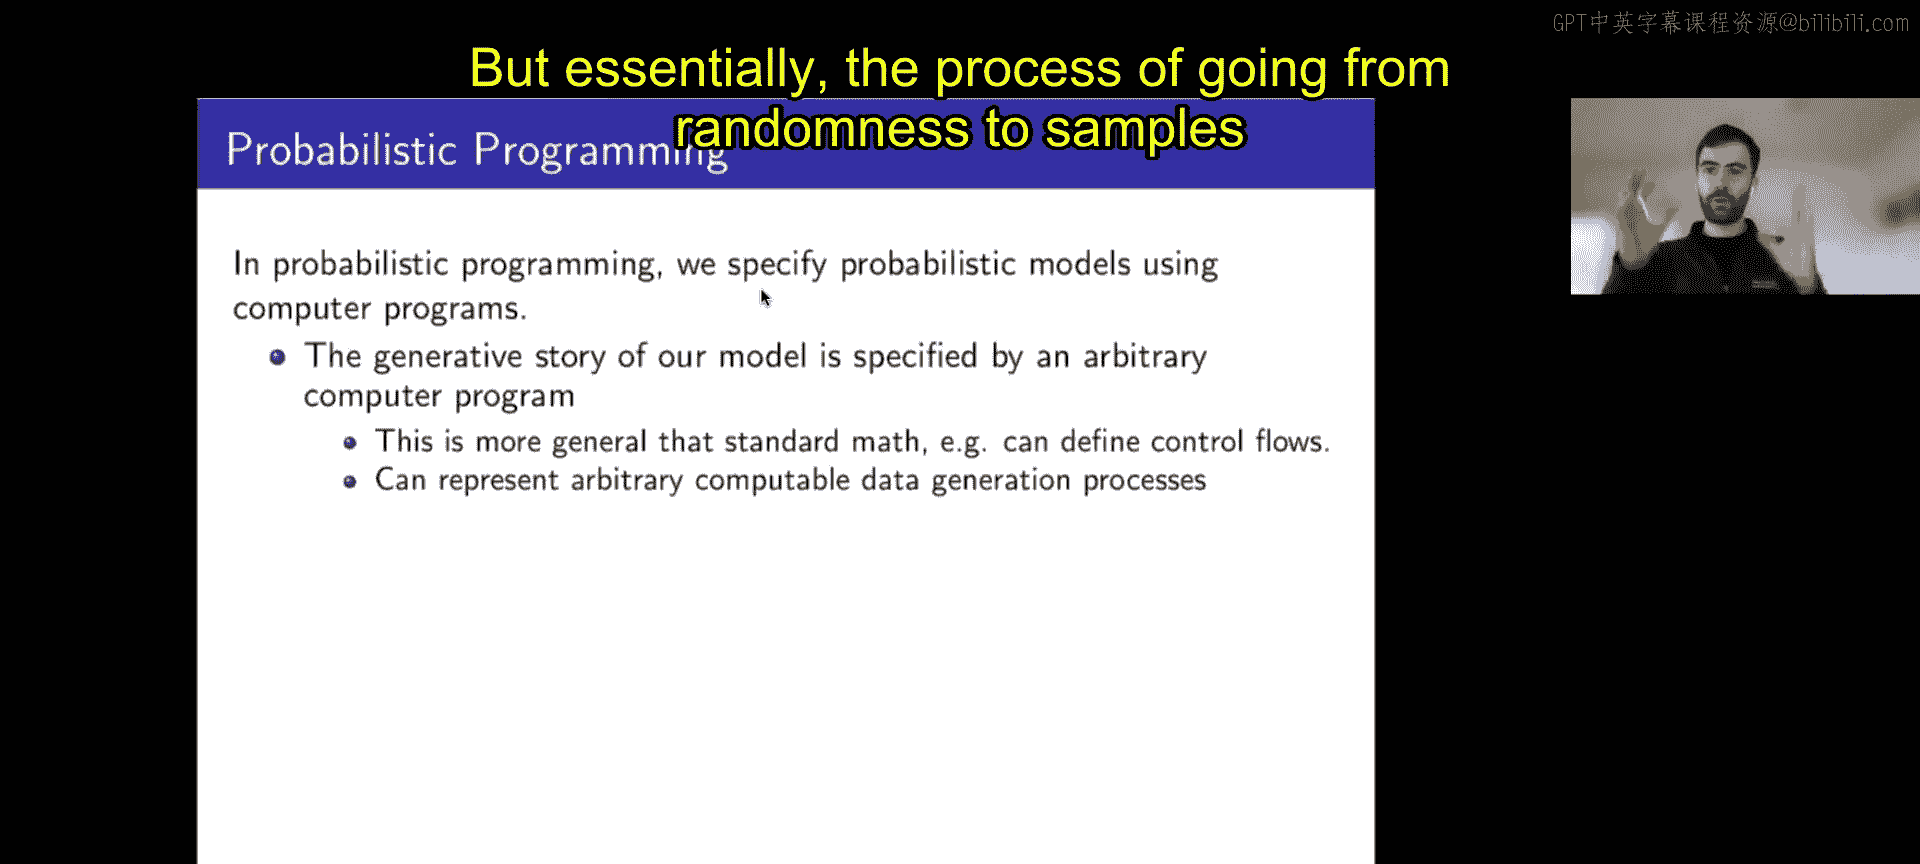 GPT中英字幕课程资源@bilibili.com
But essentially, the process of going from
randomness to samples
Probabilistic Programming
In probabilistic programming, we specify probabilistic models using
computer programs.
The generative story of our model is specified by an arbitrary
computer program
This is more general that standard math, e.g. can define control flows.
Can represent arbitrary computable data generation processes